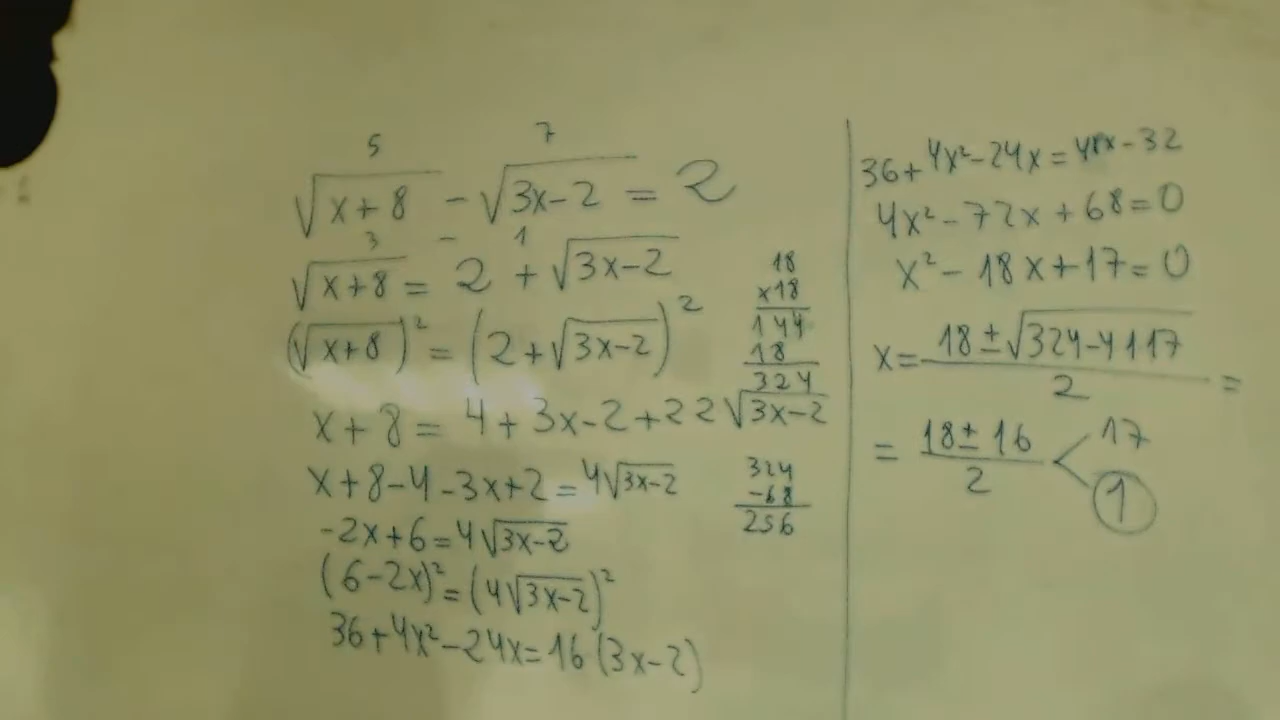 5 7
√x+8 - √3x-2 = 2
3 - 1
√x+8 = 2 + √3x-2
(√x+8)² = (2+√3x-2)²
x+8 = 4+3x-2+2 2√3x-2
x+8-4-3x+2=4√3x-2
-2x+6=4√3x-2
(6-2x)²=(4√3x-2)²
36+4x²-24x=16(3x-2)
18
x18
144
18
324
324
-68
256
36+4x²-24x=48x-32
4x²-72x+68=0
x²-18x+17=0
x= 18±√324-4·1·17 =
2
= 18±16 < 17
2 1